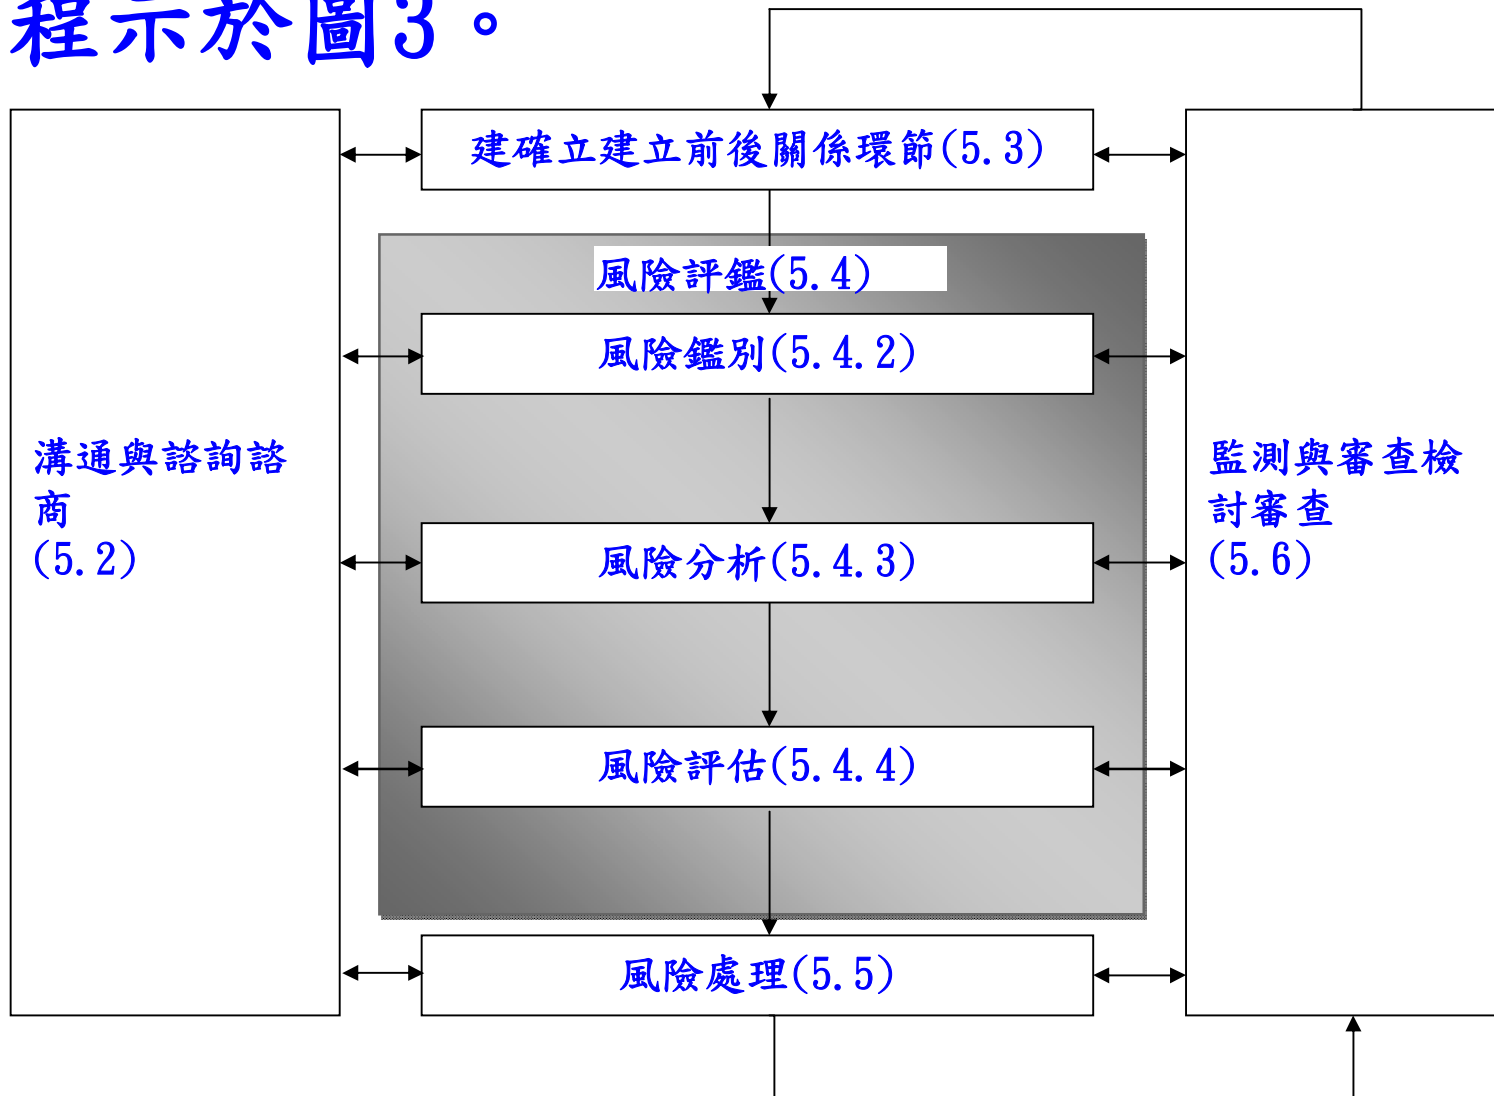 程示於圖3。
建確立建立前後關係環節(5.3)
風險評鑑(5.4)
風險鑑別(5.4.2)
溝通與諮詢諮
商
(5.2)
監測與審查檢
討審查
(5.6)
風險分析(5.4.3)
風險評估(5.4.4)
風險處理(5.5)